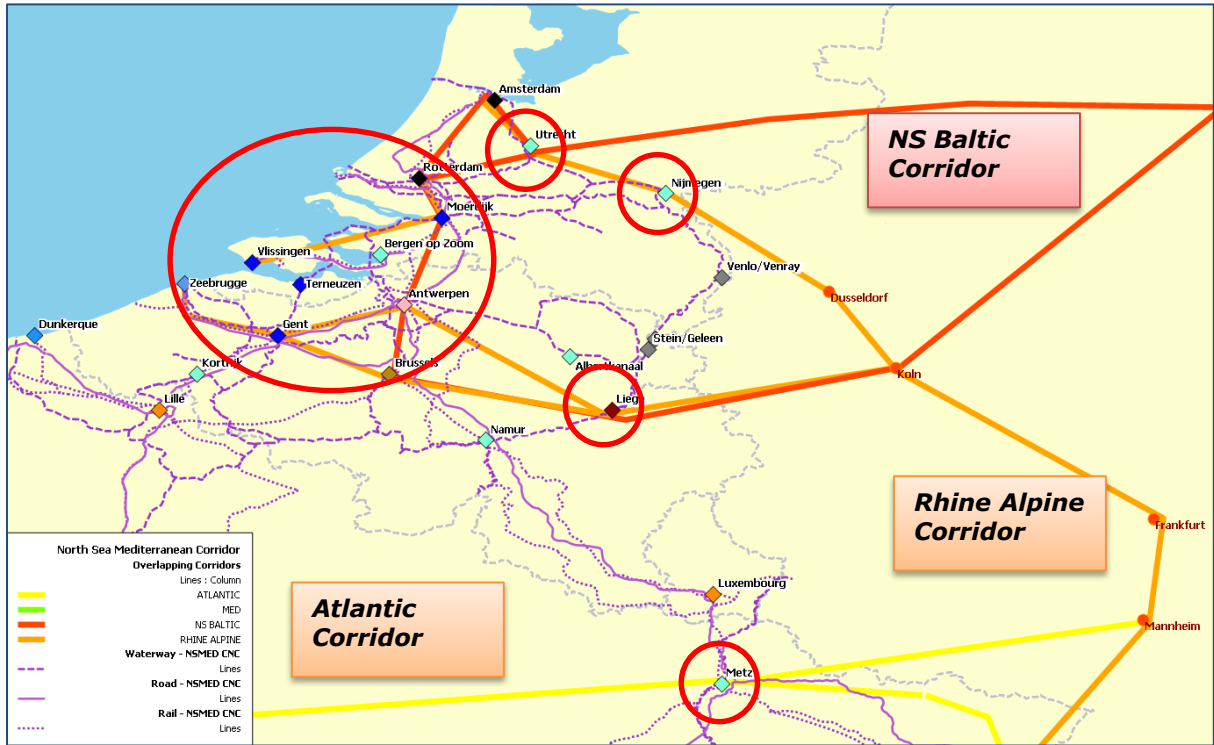 Amsterdam
Utrecht
NS Baltic
Corridor
Rotterdam
Nijmegen
Moerdijk
Bergen op Zoom
Vlissingen
Venlo/Venray
Zeebrugge
Terneuzen
Dusseldorf
Antwerpen
Dunkerque
Gent
Stein/Geleen
Kortrijk
Brussels
Albertkanaal
Koln
Lille
Liege
Namur
Rhine Alpine
Corridor
Frankfurt
North Sea Mediterranean Corridor
Overlapping Corridors
Lines : Column
ATLANTIC
MED
NS BALTIC
RHINE ALPINE
Waterway - NSMED CNC
Lines
Road - NSMED CNC
Lines
Rail - NSMED CNC
Lines
Atlantic
Corridor
Luxembourg
Mannheim
Metz